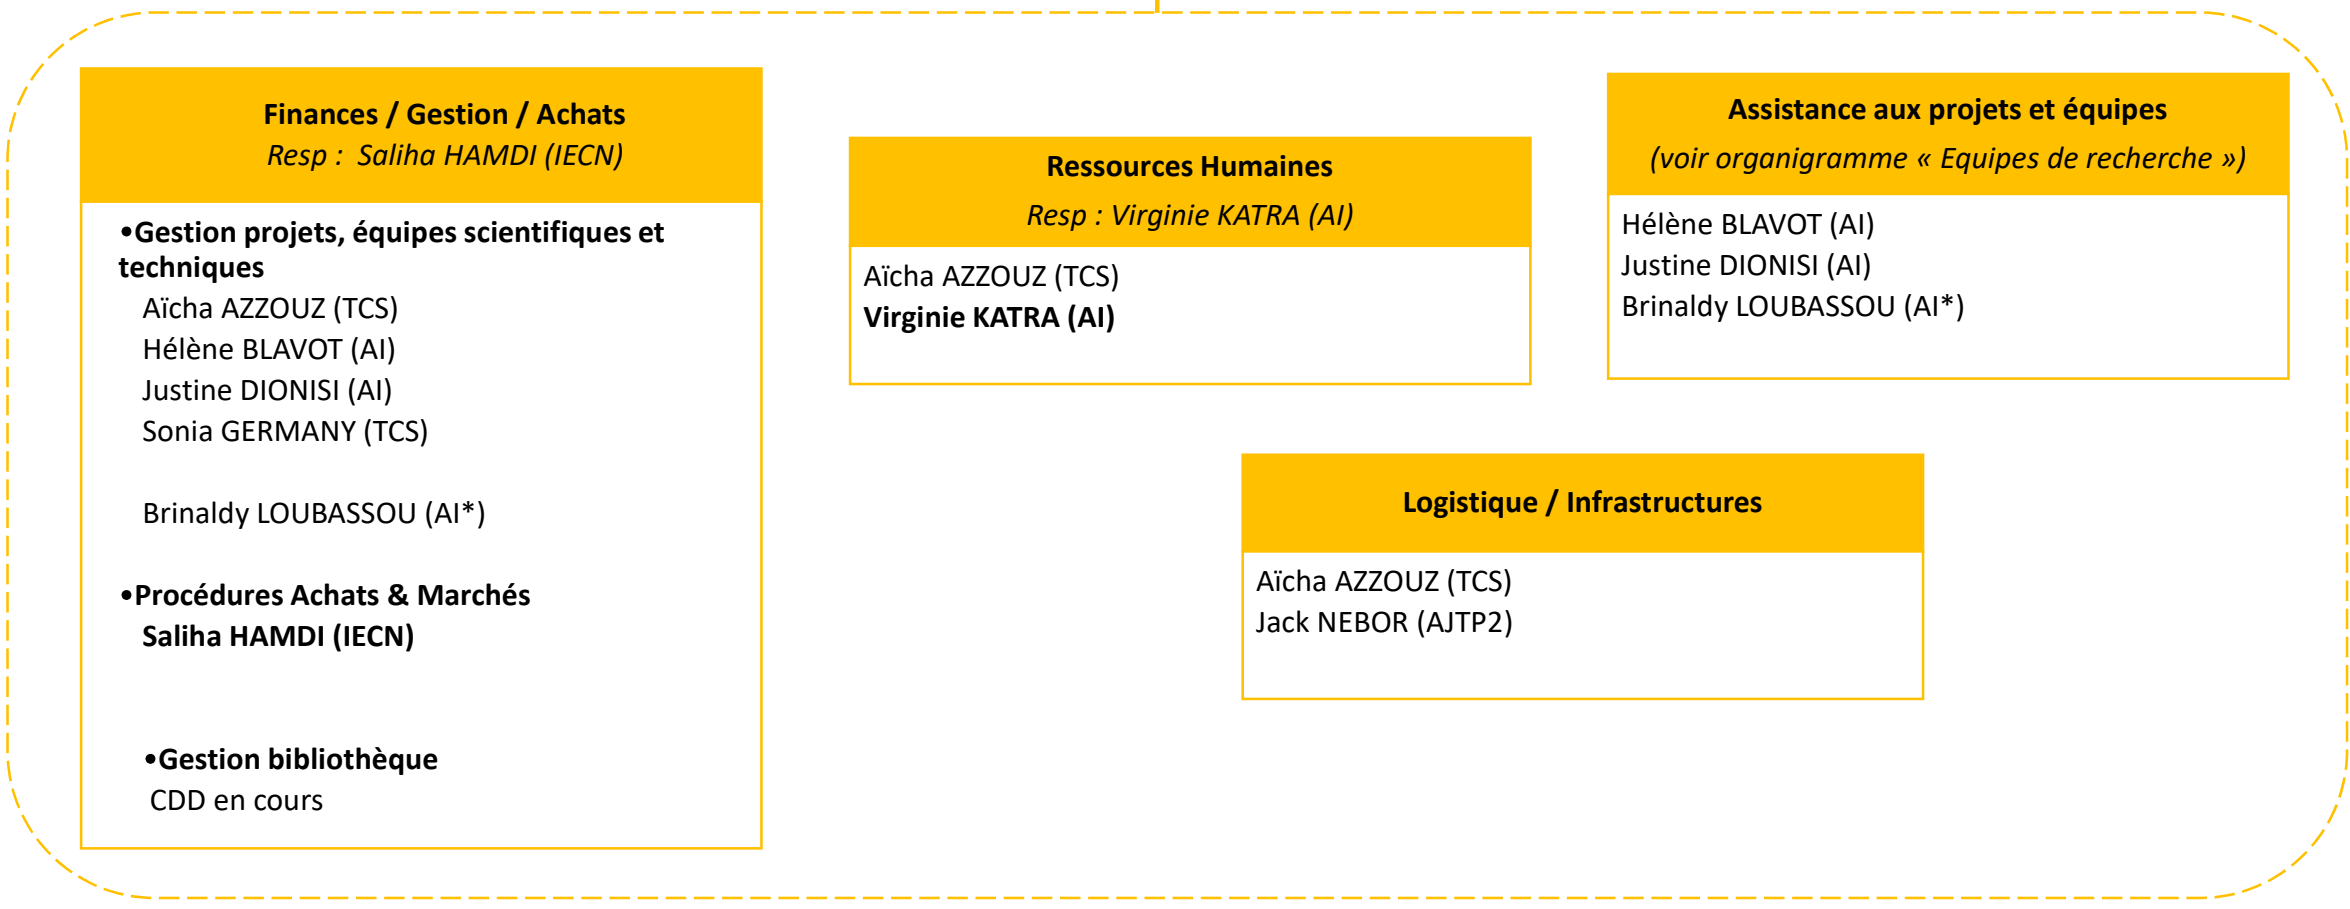 Finances / Gestion / Achats
Resp :  Saliha HAMDI (IECN)
•Gestion projets, équipes scientifiques et
techniques
Aïcha AZZOUZ (TCS)
Hélène BLAVOT (AI)
Justine DIONISI (AI)
Sonia GERMANY (TCS)
Brinaldy LOUBASSOU (AI*)
•Procédures Achats & Marchés
Saliha HAMDI (IECN)
•Gestion bibliothèque
CDD en cours
Ressources Humaines
Resp : Virginie KATRA (AI)
Aïcha AZZOUZ (TCS)
Virginie KATRA (AI)
Assistance aux projets et équipes
(voir organigramme « Equipes de recherche »)
Hélène BLAVOT (AI)
Justine DIONISI (AI)
Brinaldy LOUBASSOU (AI*)
Logistique / Infrastructures
Aïcha AZZOUZ (TCS)
Jack NEBOR (AJTP2)